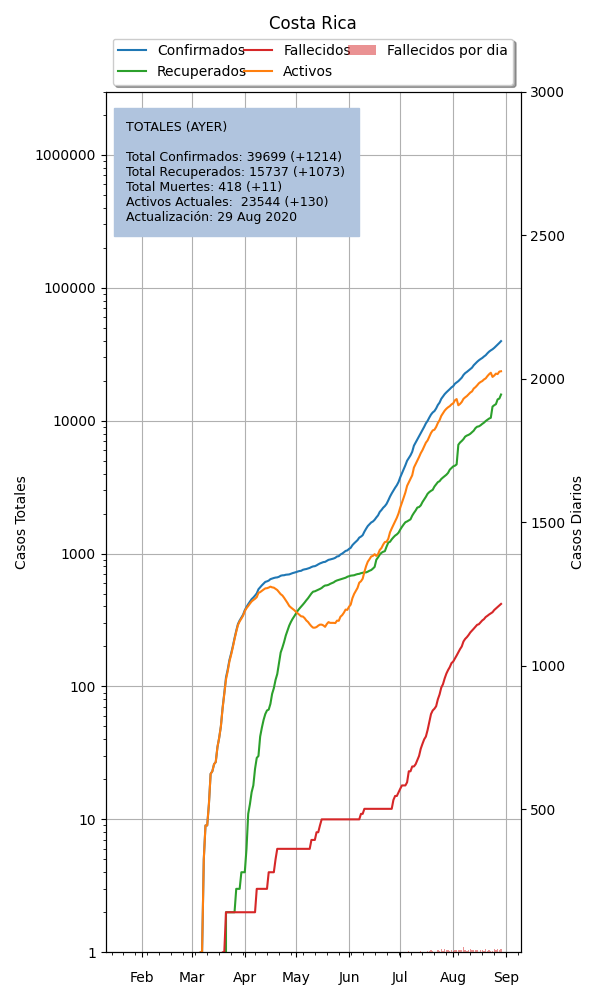 Costa Rica
Confirmados Fallecidos Fallecidos por dia
Recuperados Activos
TOTALES (AYER)
Total Confirmados: 39699 (+1214)
Total Recuperados: 15737 (+1073)
Total Muertes: 418 (+11)
Activos Actuales:  23544 (+130)
Actualización: 29 Aug 2020
1000000
100000
10000
1000
100
10
1
Casos Totales
3000
2500
2000
1500
1000
500
Casos Diarios
Feb Mar Apr May Jun Jul Aug Sep